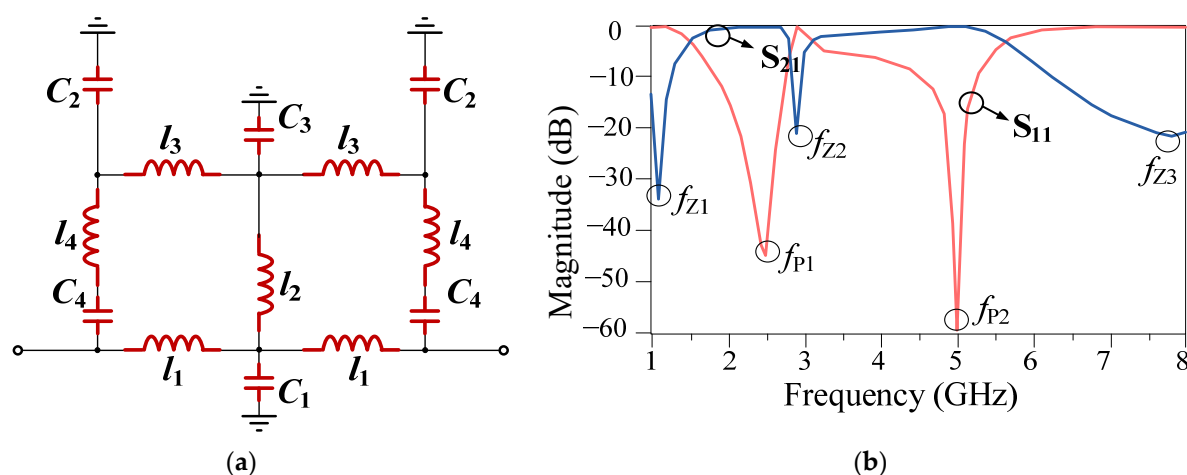 C2
C2
C3
l3
l3
l4
l4
l2
C4
C4
l1
l1
C1
(a)
0
−10
−20
−30
−40
−50
−60
Magnitude (dB)
S21
S11
fZ1
fP1
fZ2
fP2
fZ3
1 2 3 4 5 6 7 8
Frequency (GHz)
(b)